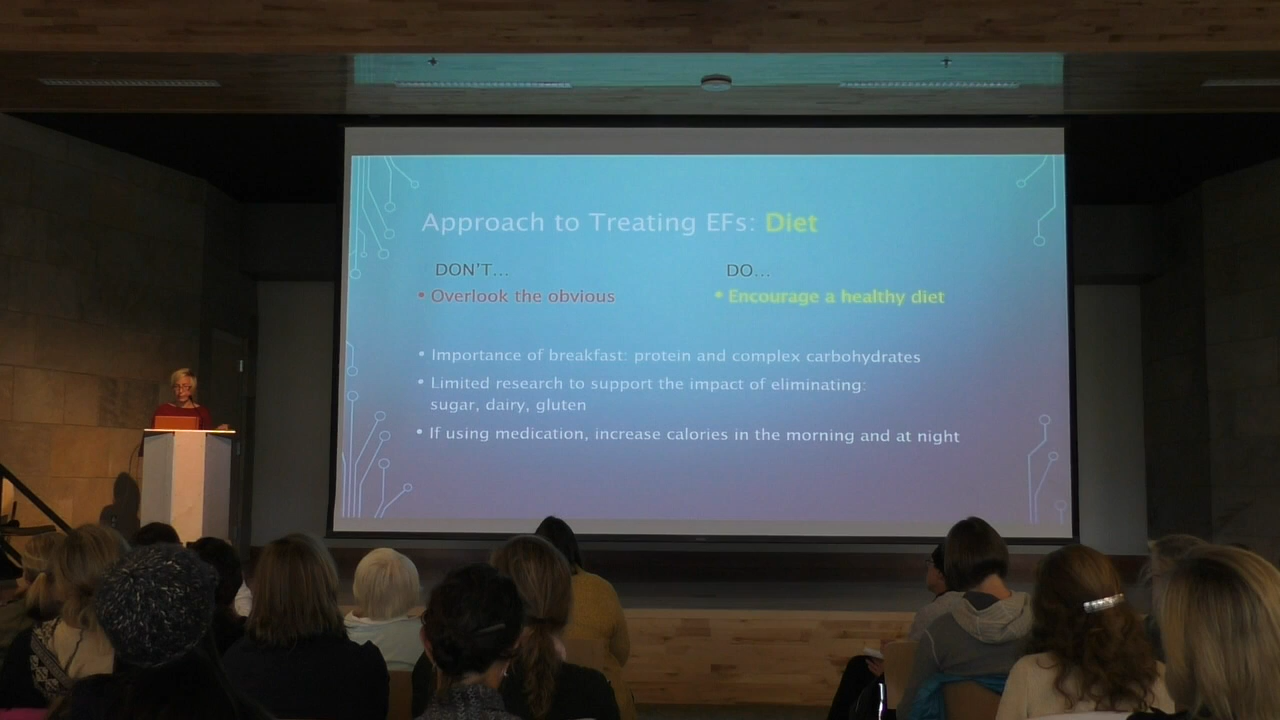 Approach to Treating EFs: Diet
DON'T...
DO...
• Overlook the obvious
• Encourage a healthy diet
• Importance of breakfast: protein and complex carbohydrates
• Limited research to support the impact of eliminating:
sugar, dairy, gluten
• If using medication, increase calories in the morning and at night